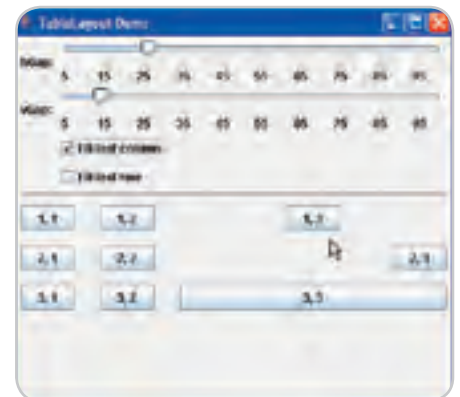 TableLayout Demo
5 15 25 35 45 55 65 75 85 95
5 15 25 35 45 55 65 75 85 95
Fill last column
Fill last row
1, 1 1, 2 1, 3
2, 1 2, 2
3, 1 3, 2 3, 3